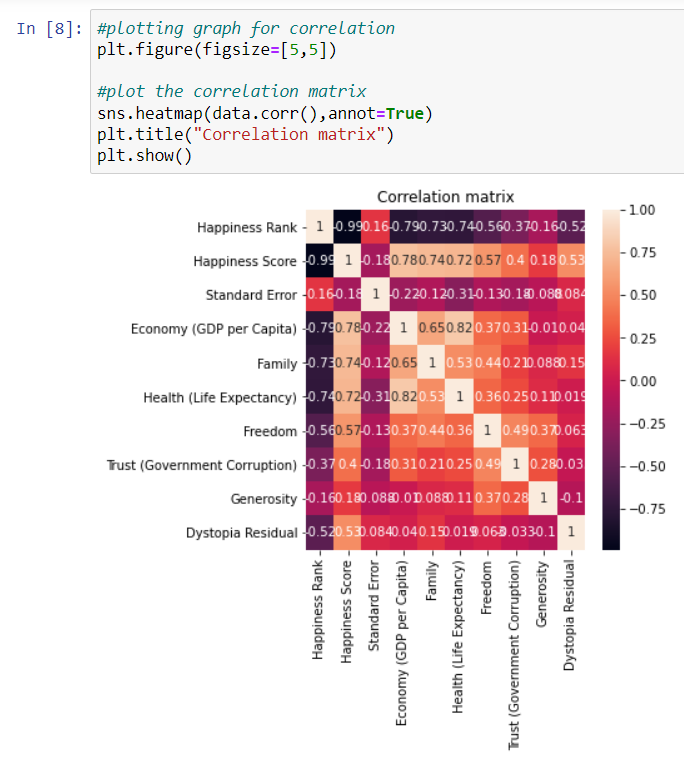 In [8]:
#plotting graph for correlation
plt.figure(figsize=[5,5])
#plot the correlation matrix
sns.heatmap(data.corr(),annot=True)
plt.title("Correlation matrix")
plt.show()
Correlation matrix
Happiness Rank 1 -0.99 0.16 -0.79 -0.73 -0.74 -0.56 -0.37 -0.16 -0.52
Happiness Score -0.99 1 -0.18 0.78 0.74 0.72 0.57 0.4 0.18 0.53
Standard Error 0.16 -0.18 1 -0.22 -0.12 -0.31 -0.13 -0.18 -0.088 0.084
Economy (GDP per Capita) -0.79 0.78 -0.22 1 0.65 0.82 0.37 0.31 -0.01 0.04
Family -0.73 0.74 -0.12 0.65 1 0.53 0.44 0.21 0.088 0.15
Health (Life Expectancy) -0.74 0.72 -0.31 0.82 0.53 1 0.36 0.25 0.11 0.019
Freedom -0.56 0.57 -0.13 0.37 0.44 0.36 1 0.49 0.37 0.063
Trust (Government Corruption) -0.37 0.4 -0.18 0.31 0.21 0.25 0.49 1 0.28 -0.03
Generosity -0.16 0.18 -0.088 -0.01 0.088 0.11 0.37 0.28 1 -0.1
Dystopia Residual -0.52 0.53 0.084 0.04 0.15 0.019 0.063 -0.033 -0.1 1
1.00
0.75
0.50
0.25
0.00
-0.25
-0.50
-0.75
Happiness Rank
Happiness Score
Standard Error
Economy (GDP per Capita)
Family
Health (Life Expectancy)
Freedom
Trust (Government Corruption)
Generosity
Dystopia Residual